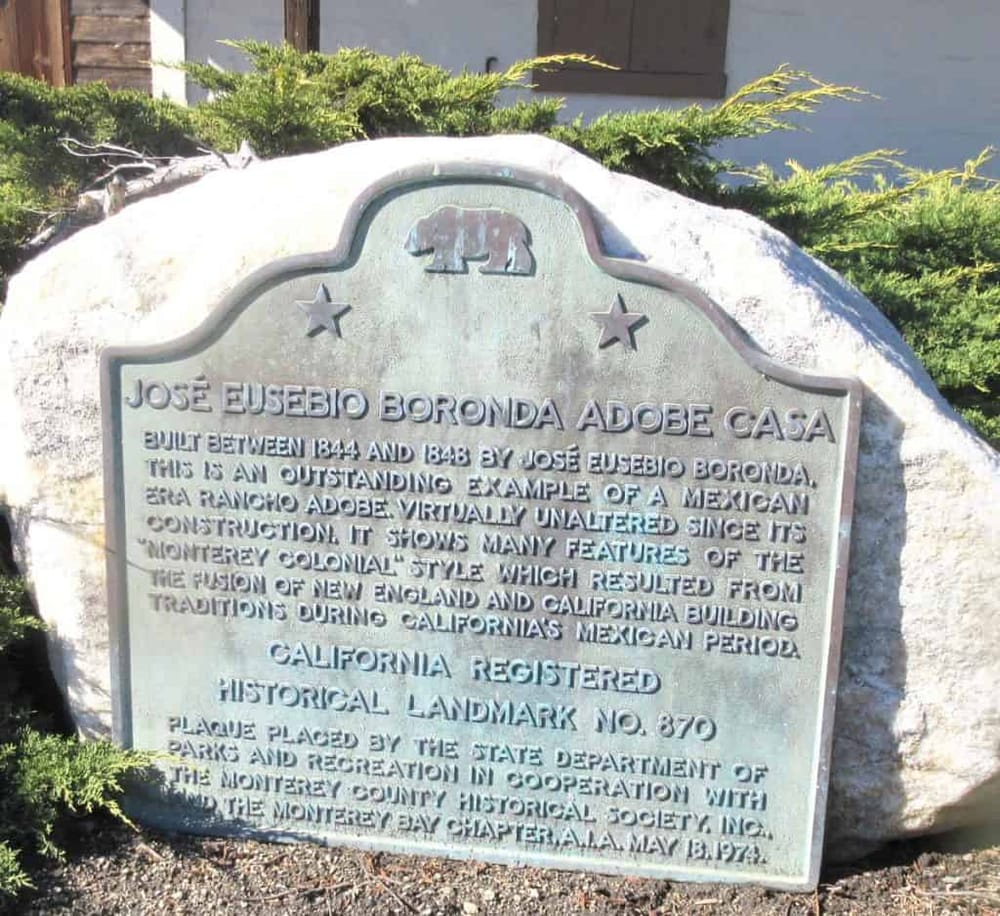 JOSÉ EUSEBIO BORONDA ADOBE CASA
BUILT BETWEEN 1844 AND 1848 BY JOSÉ EUSEBIO BORONDA,
THIS IS AN OUTSTANDING EXAMPLE OF A MEXICAN
ERA RANCHO ADOBE. VIRTUALLY UNALTERED SINCE ITS
CONSTRUCTION, IT SHOWS MANY FEATURES OF THE
"MONTEREY COLONIAL" STYLE WHICH RESULTED FROM
THE FUSION OF NEW ENGLAND AND CALIFORNIA BUILDING
TRADITIONS DURING CALIFORNIA'S MEXICAN PERIOD.
CALIFORNIA REGISTERED
HISTORICAL LANDMARK NO. 870
PLAQUE PLACED BY THE STATE DEPARTMENT OF
PARKS AND RECREATION IN COOPERATION WITH
THE MONTEREY COUNTY HISTORICAL SOCIETY, INC.,
AND THE MONTEREY BAY CHAPTER, A.I.A. MAY 18, 1974.